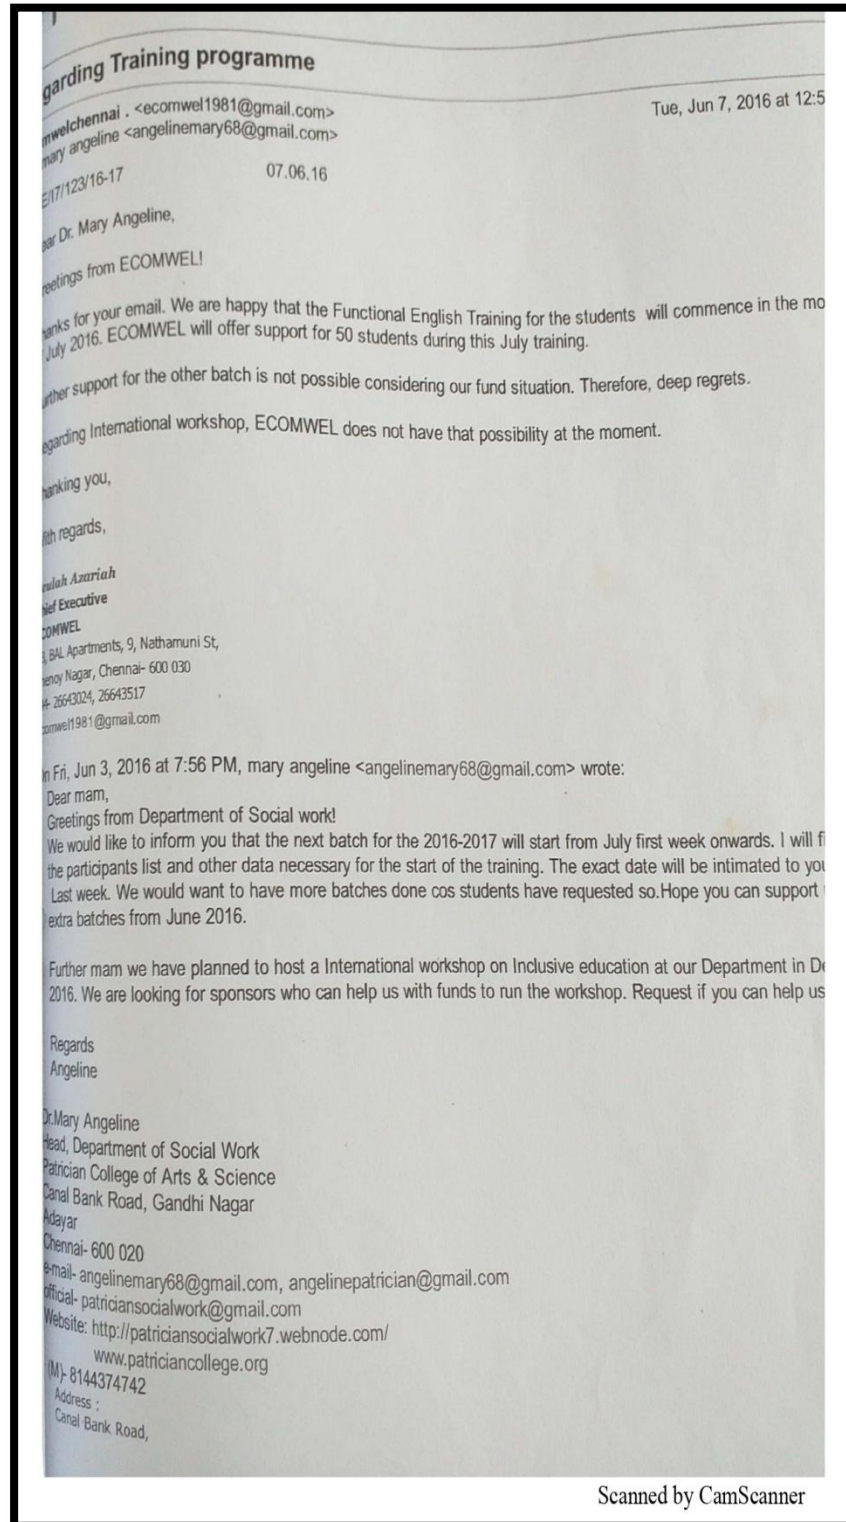 garding Training programme
mwelchennai . <ecomwel1981@gmail.com>
Tue, Jun 7, 2016 at 12:5
mary angeline <angelinemary68@gmail.com>
E/I7/123/16-17 07.06.16
ear Dr. Mary Angeline,
reetings from ECOMWEL!
anks for your email. We are happy that the Functional English Training for the students will commence in the mo
July 2016. ECOMWEL will offer support for 50 students during this July training.
urther support for the other batch is not possible considering our fund situation. Therefore, deep regrets.
egarding International workshop, ECOMWEL does not have that possibility at the moment.
hanking you,
ith regards,
eulah Azariah
hief Executive
COMWEL
BAL Apartments, 9, Nathamuni St,
henoy Nagar, Chennai- 600 030
26643024, 26643517
comwel1981@gmail.com
n Fri, Jun 3, 2016 at 7:56 PM, mary angeline <angelinemary68@gmail.com> wrote:
Dear mam,
Greetings from Department of Social work!
We would like to inform you that the next batch for the 2016-2017 will start from July first week onwards. I will fi
the participants list and other data necessary for the start of the training. The exact date will be intimated to you
Last week. We would want to have more batches done cos students have requested so.Hope you can support
extra batches from June 2016.
Further mam we have planned to host a International workshop on Inclusive education at our Department in De
2016. We are looking for sponsors who can help us with funds to run the workshop. Request if you can help us
Regards
Angeline
Dr.Mary Angeline
Head, Department of Social Work
Patrician College of Arts & Science
Canal Bank Road, Gandhi Nagar
Adayar
Chennai- 600 020
e-mail- angelinemary68@gmail.com, angelinepatrician@gmail.com
official- patriciansocialwork@gmail.com
Website: http://patriciansocialwork7.webnode.com/
www.patriciancollege.org
(M)- 8144374742
Address :
Canal Bank Road,
Scanned by CamScanner